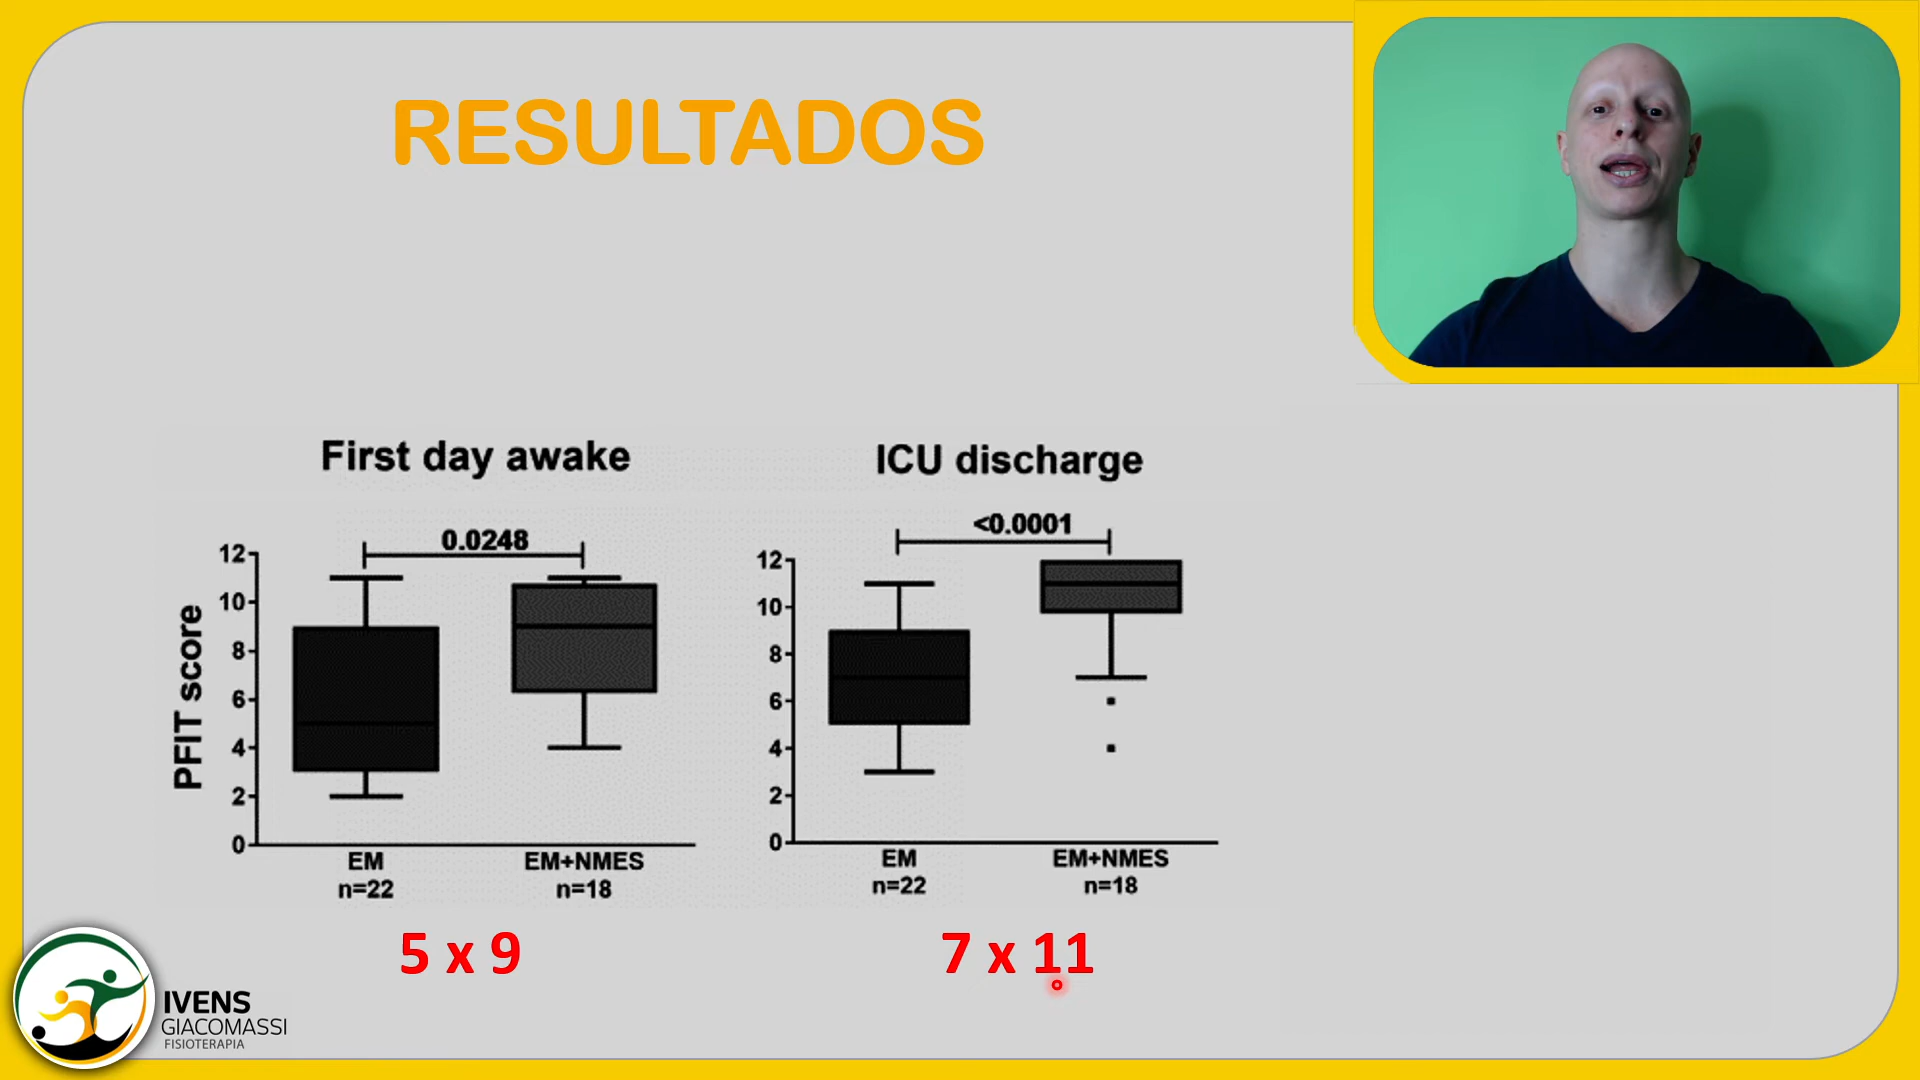 RESULTADOS
First day awake
0.0248
PFIT score
12
10
8
6
4
2
0
EM
n=22
EM+NMES
n=18
5 x 9
ICU discharge
<0.0001
12
10
8
6
4
2
0
EM
n=22
EM+NMES
n=18
7 x 11
IVENS
GIACOMASSI
FISIOTERAPIA